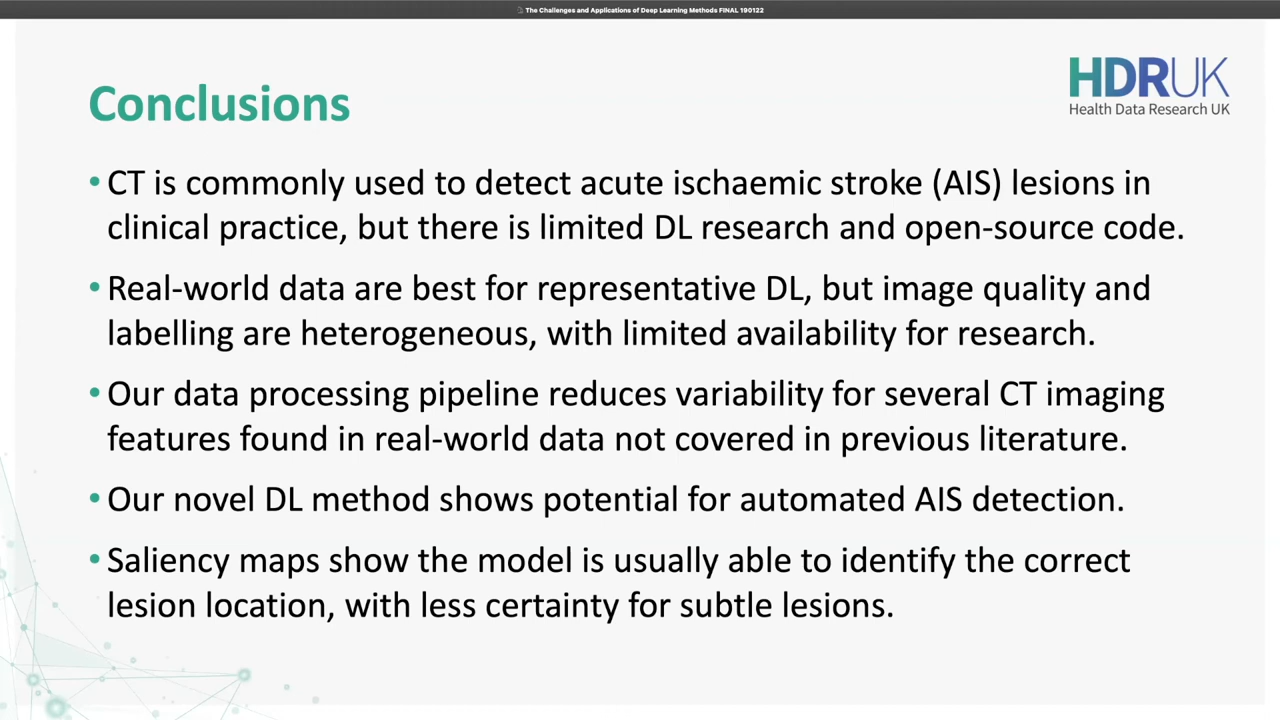 The Challenges and Applications of Deep Learning Methods FINAL 190122
HDRUK
Health Data Research UK
Conclusions
• CT is commonly used to detect acute ischaemic stroke (AIS) lesions in
clinical practice, but there is limited DL research and open-source code.
• Real-world data are best for representative DL, but image quality and
labelling are heterogeneous, with limited availability for research.
• Our data processing pipeline reduces variability for several CT imaging
features found in real-world data not covered in previous literature.
• Our novel DL method shows potential for automated AIS detection.
• Saliency maps show the model is usually able to identify the correct
lesion location, with less certainty for subtle lesions.